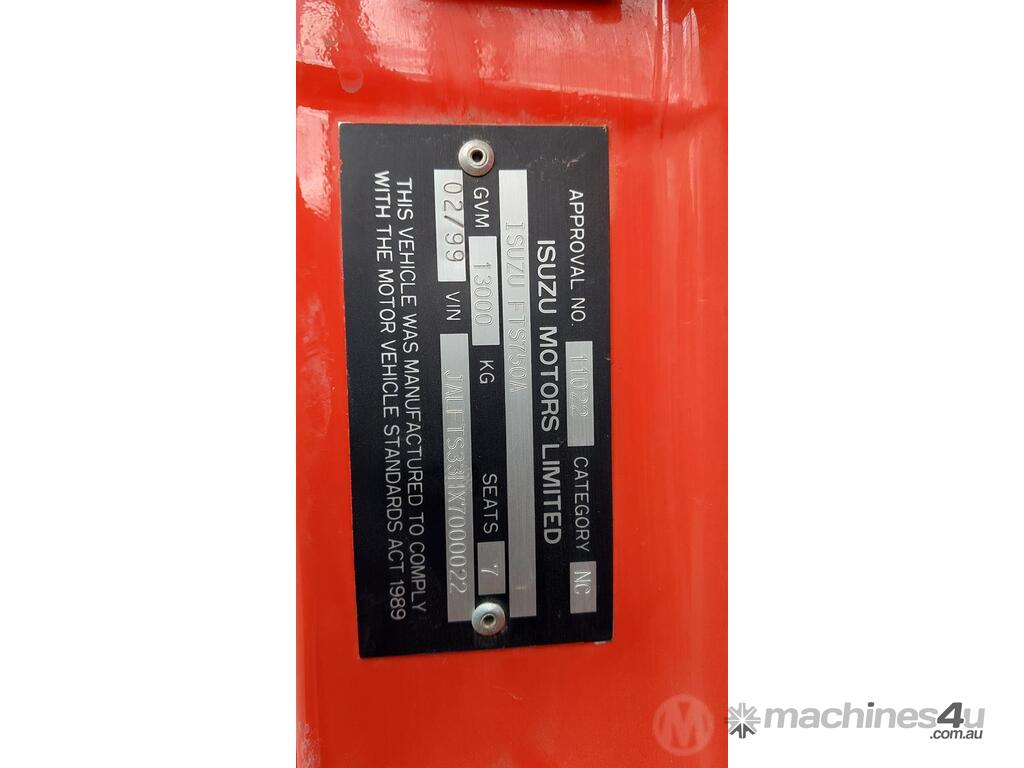 APPROVAL NO. 11022 CATEGORY NC
ISUZU MOTORS LIMITED
ISUZU FTS750A
GVM 13000 KG SEATS 7
02/99 VIN JALFTS33HX7000022
THIS VEHICLE WAS MANUFACTURED TO COMPLY
WITH THE MOTOR VEHICLE STANDARDS ACT 1989
machines4u
.com.au